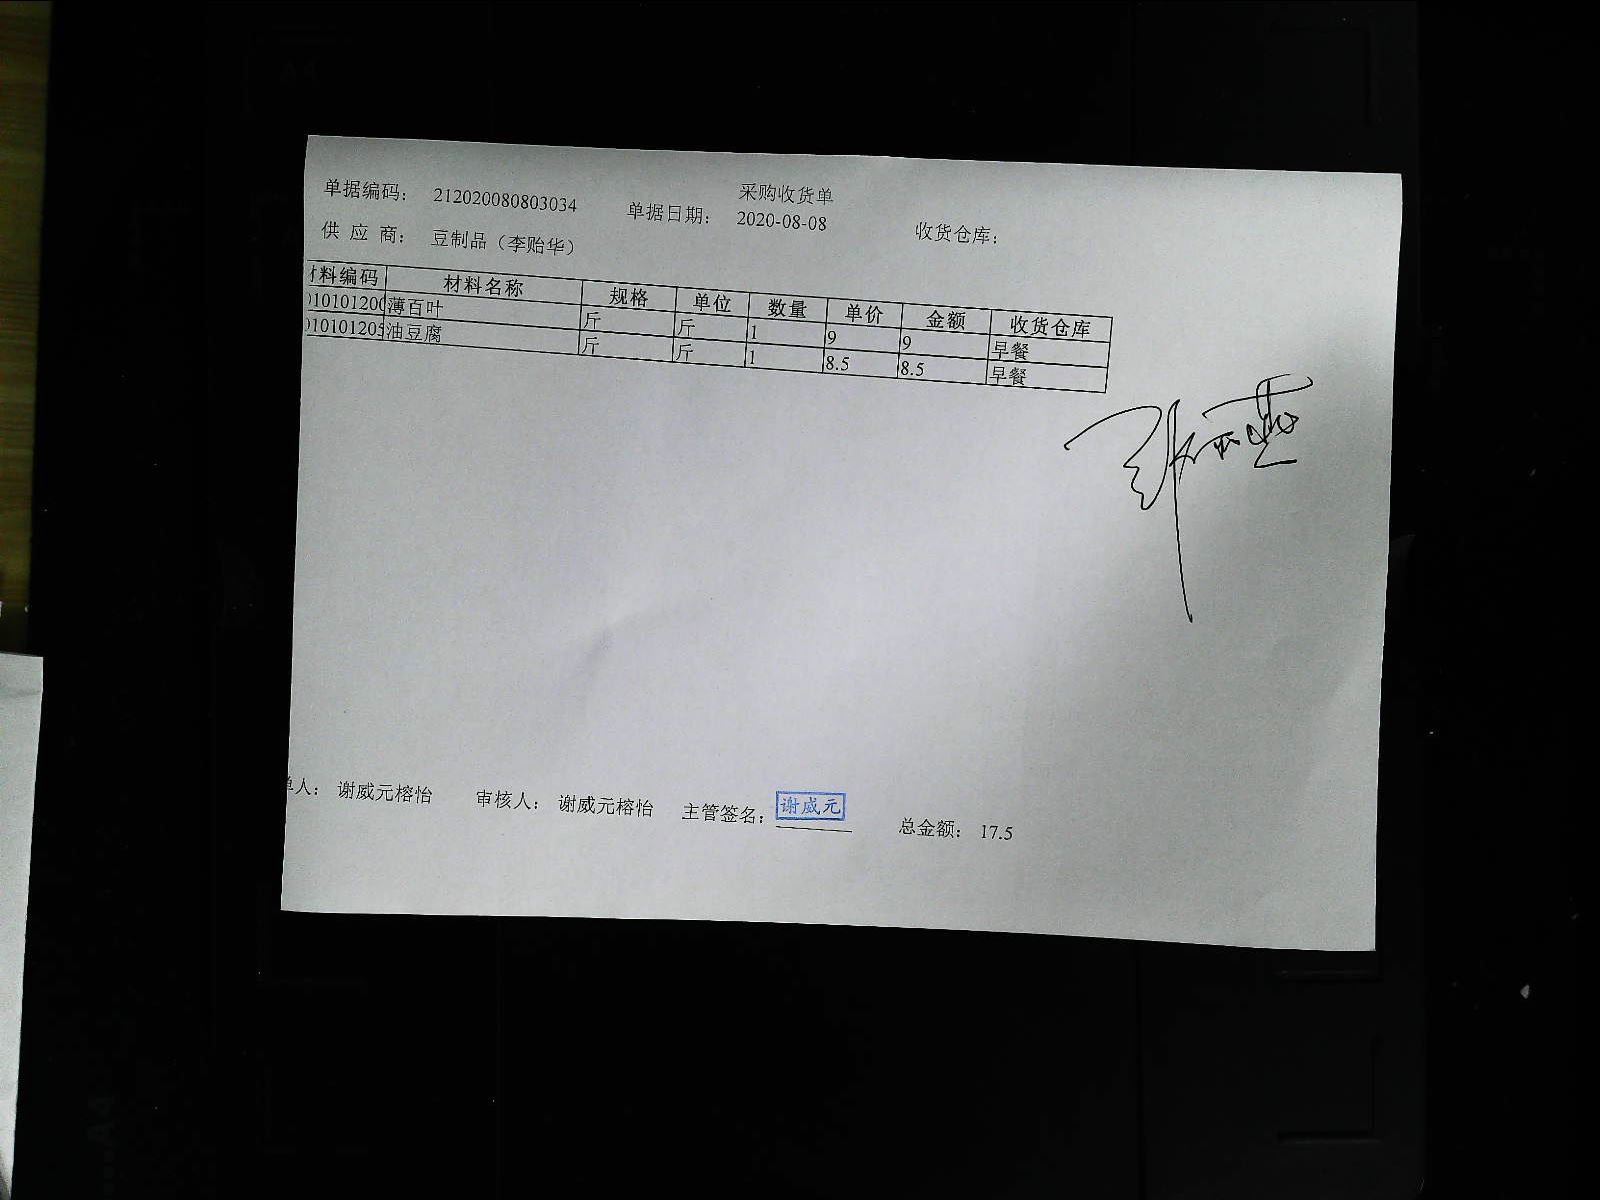 采购收货单
单据编码: 212020080803034 单据日期: 2020-08-08 收货仓库:
供 应 商: 豆制品（李贻华）
材料编码 材料名称 规格 单位 数量 单价 金额 收货仓库
10101200 薄百叶 斤 斤 1 9 9 早餐
10101205 油豆腐 斤 斤 1 8.5 8.5 早餐
单人: 谢威元榕怡 审核人: 谢威元榕怡 主管签名: 谢威元 总金额: 17.5